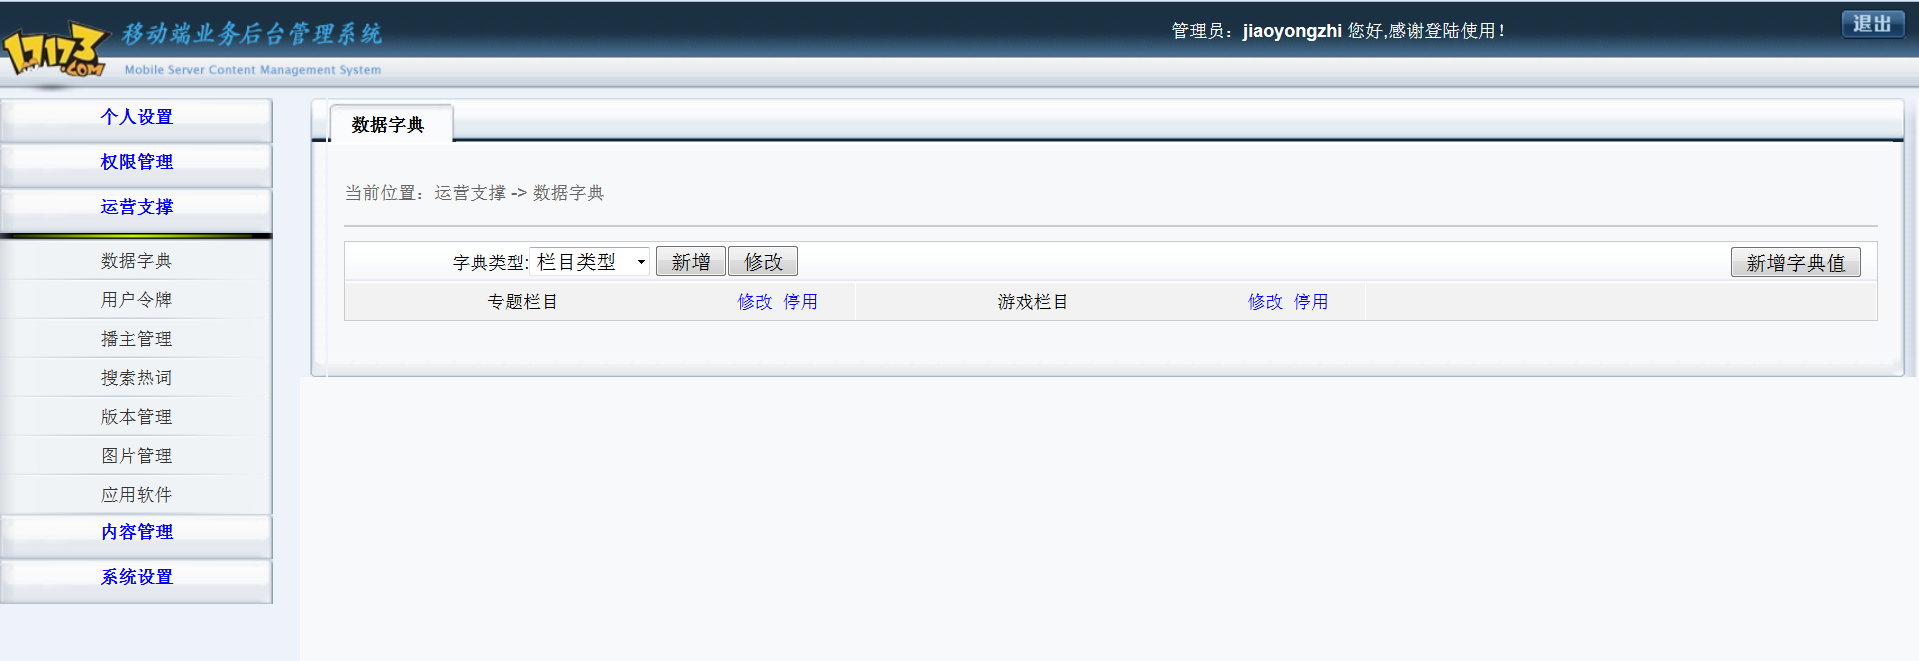 17173.COM
移动端业务后台管理系统
Mobile Server Content Management System
管理员：jiaoyongzhi 您好,感谢登陆使用！
退出
个人设置
权限管理
运营支撑
数据字典
用户令牌
播主管理
搜索热词
版本管理
图片管理
应用软件
内容管理
系统设置
数据字典
当前位置：运营支撑 -> 数据字典
字典类型: 栏目类型 新增 修改 新增字典值
专题栏目 修改 停用 游戏栏目 修改 停用